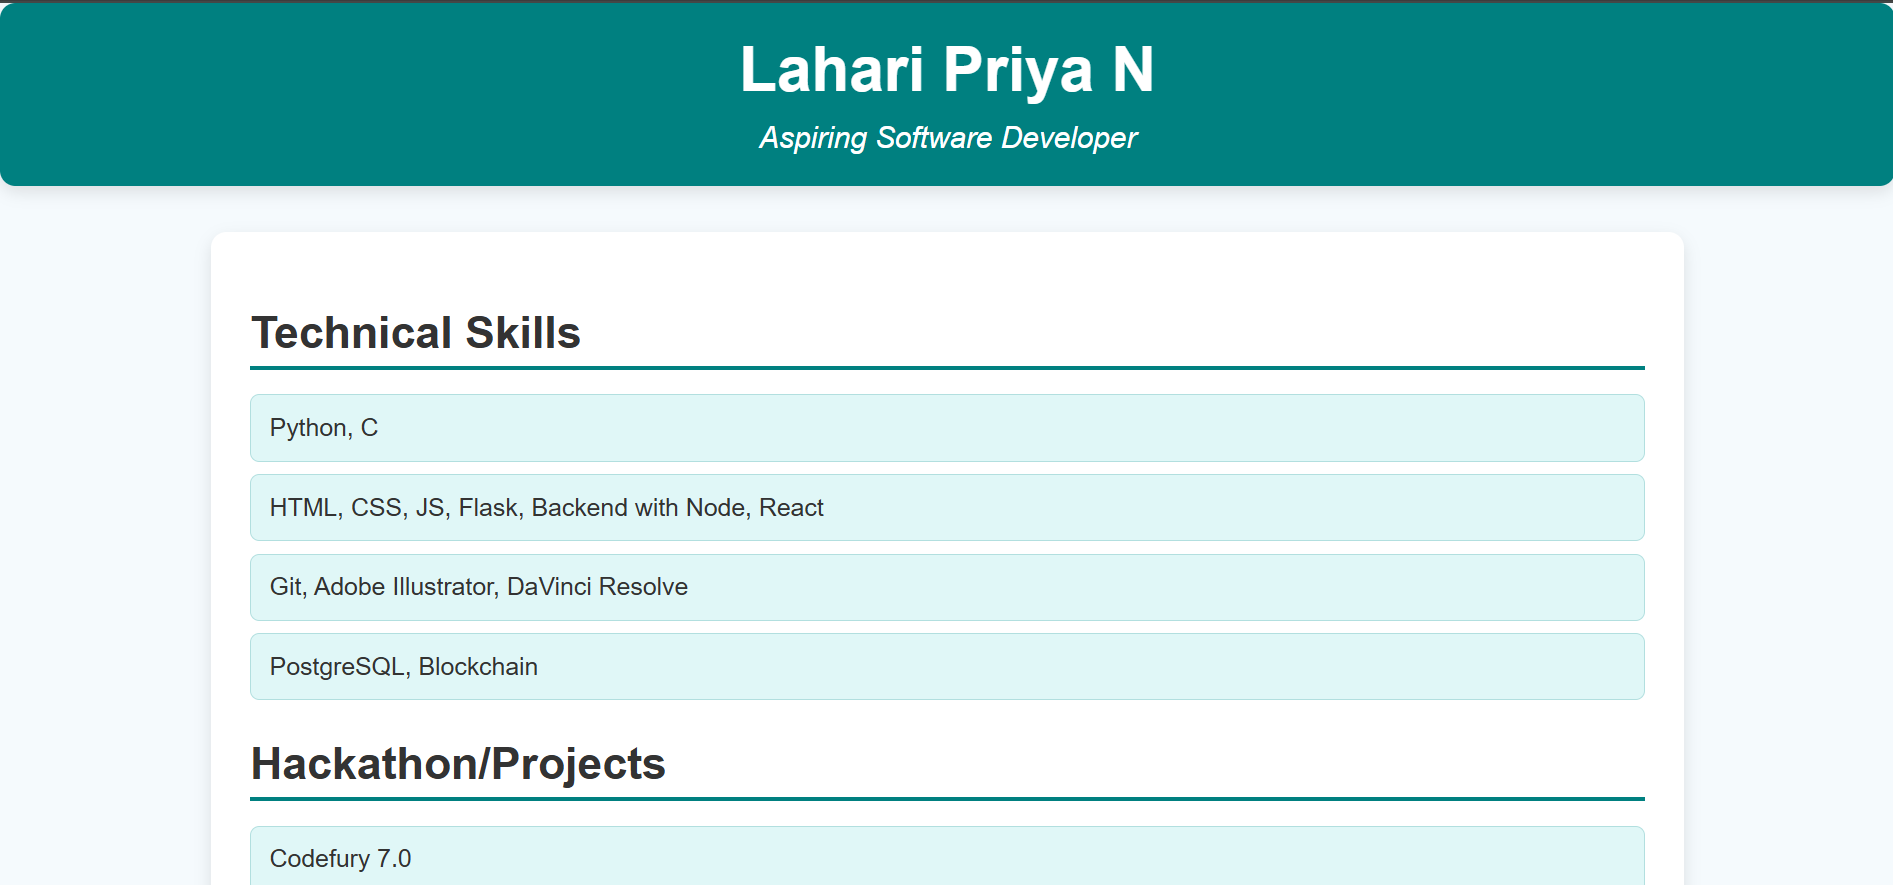 Lahari Priya N
Aspiring Software Developer
Technical Skills
Python, C
HTML, CSS, JS, Flask, Backend with Node, React
Git, Adobe Illustrator, DaVinci Resolve
PostgreSQL, Blockchain
Hackathon/Projects
Codefury 7.0